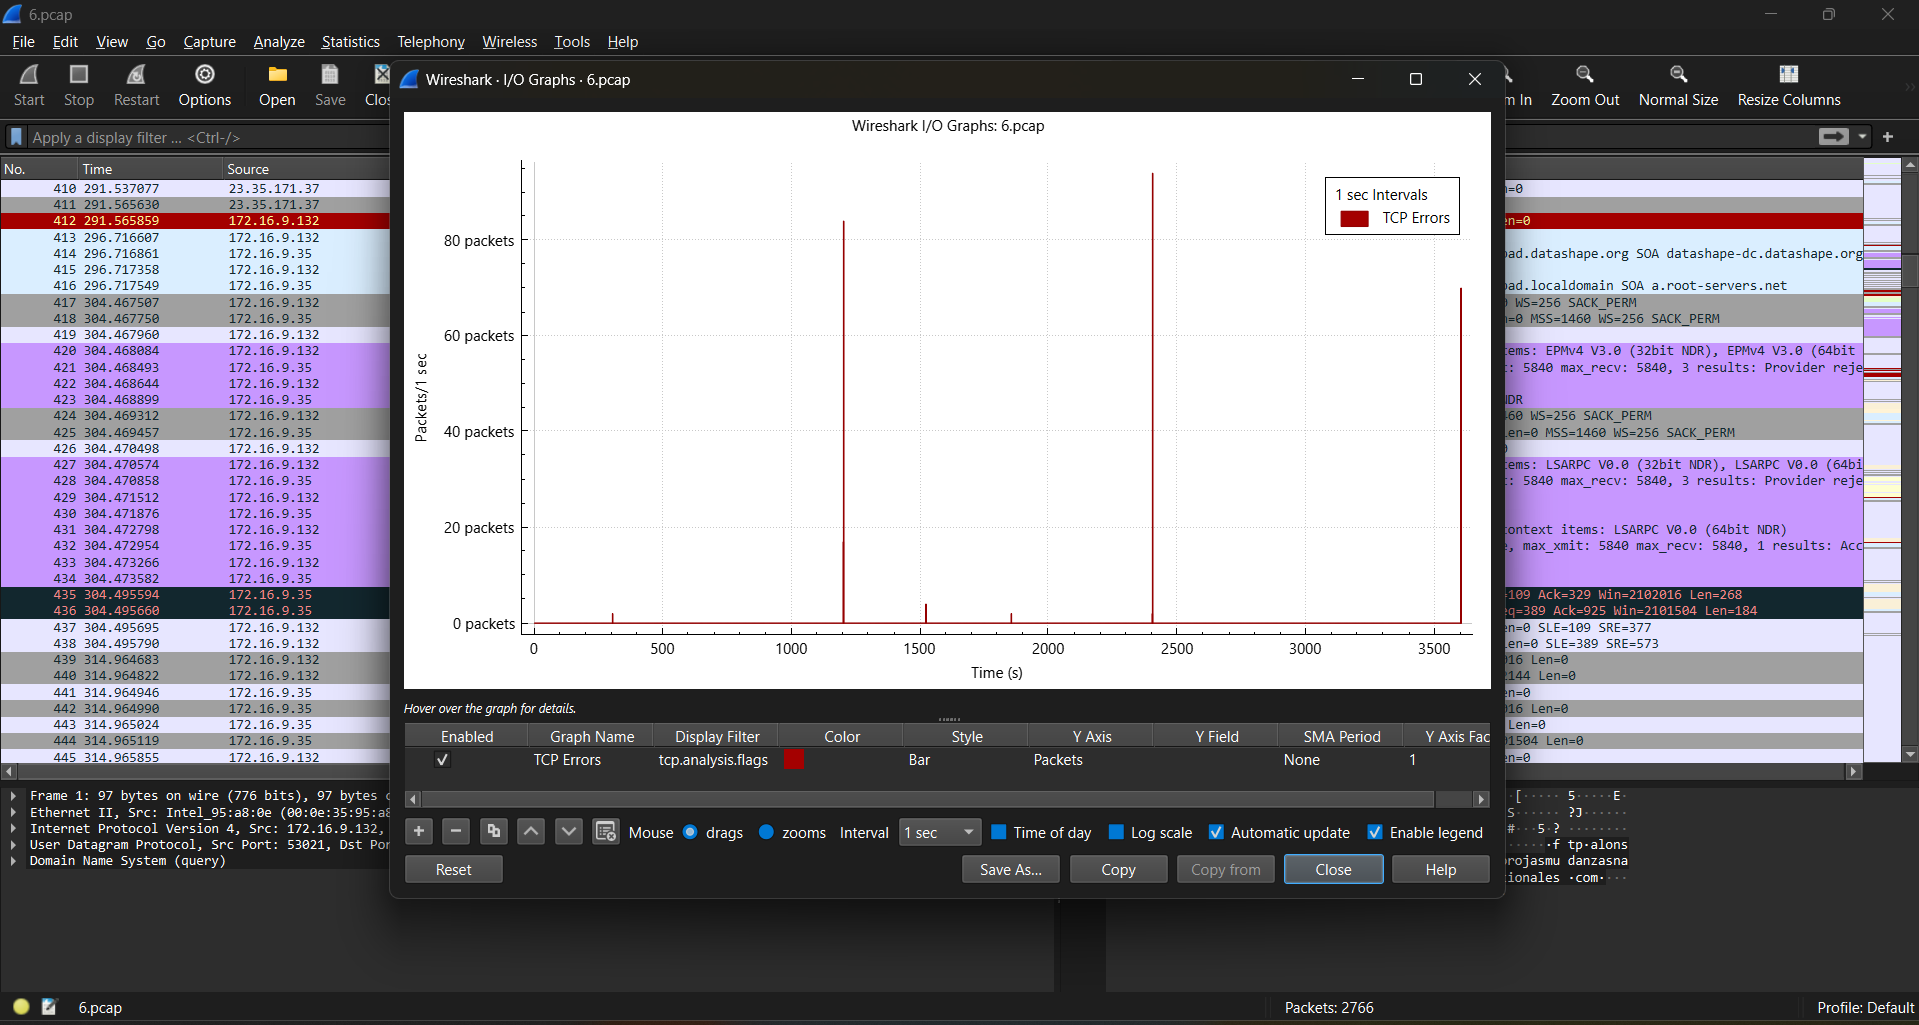 6.pcap
File Edit View Go Capture Analyze Statistics Telephony Wireless Tools Help
Start Stop Restart Options Open Save Clos
m In Zoom Out Normal Size Resize Columns
Apply a display filter ... <Ctrl-/>
No. Time Source
410 291.537077 23.35.171.37
411 291.565630 23.35.171.37
412 291.565859 172.16.9.132
413 296.716607 172.16.9.132
414 296.716861 172.16.9.35
415 296.717358 172.16.9.132
416 296.717549 172.16.9.35
417 304.467507 172.16.9.132
418 304.467750 172.16.9.35
419 304.467960 172.16.9.132
420 304.468084 172.16.9.132
421 304.468493 172.16.9.35
422 304.468644 172.16.9.132
423 304.468899 172.16.9.35
424 304.469312 172.16.9.132
425 304.469457 172.16.9.35
426 304.470498 172.16.9.132
427 304.470574 172.16.9.132
428 304.470858 172.16.9.35
429 304.471512 172.16.9.132
430 304.471876 172.16.9.35
431 304.472798 172.16.9.132
432 304.472954 172.16.9.35
433 304.473266 172.16.9.132
434 304.473582 172.16.9.35
435 304.495594 172.16.9.35
436 304.495660 172.16.9.35
437 304.495695 172.16.9.132
438 304.495790 172.16.9.132
439 314.964683 172.16.9.132
440 314.964822 172.16.9.132
441 314.964946 172.16.9.35
442 314.964990 172.16.9.35
443 314.965024 172.16.9.35
444 314.965119 172.16.9.35
445 314.965855 172.16.9.132
Wireshark · I/O Graphs · 6.pcap
Wireshark I/O Graphs: 6.pcap
1 sec Intervals
TCP Errors
Packets/1 sec
80 packets
60 packets
40 packets
20 packets
0 packets
0 500 1000 1500 2000 2500 3000 3500
Time (s)
Hover over the graph for details.
Enabled Graph Name Display Filter Color Style Y Axis Y Field SMA Period Y Axis Fac
TCP Errors tcp.analysis.flags Bar Packets None 1
Mouse drags zooms Interval 1 sec Time of day Log scale Automatic update Enable legend
Reset Save As... Copy Copy from Close Help
=0
en=0
oad.datashape.org SOA datashape-dc.datashape.org
oad.localdomain SOA a.root-servers.net
WS=256 SACK_PERM
=0 MSS=1460 WS=256 SACK_PERM
ems: EPMv4 V3.0 (32bit NDR), EPMv4 V3.0 (64bit
: 5840 max_recv: 5840, 3 results: Provider reje
NDR
460 WS=256 SACK_PERM
en=0 MSS=1460 WS=256 SACK_PERM
ems: LSARPC V0.0 (32bit NDR), LSARPC V0.0 (64bi
: 5840 max_recv: 5840, 3 results: Provider reje
ontext items: LSARPC V0.0 (64bit NDR)
, max_xmit: 5840 max_recv: 5840, 1 results: Acc
109 Ack=329 Win=2102016 Len=268
q=389 Ack=925 Win=2101504 Len=184
n=0 SLE=109 SRE=377
en=0 SLE=389 SRE=573
16 Len=0
144 Len=0
n=0
16 Len=0
Len=0
1504 Len=0
n=0
Frame 1: 97 bytes on wire (776 bits), 97 bytes
Ethernet II, Src: Intel_95:a8:0e (00:0e:35:95:a8
Internet Protocol Version 4, Src: 172.16.9.132,
User Datagram Protocol, Src Port: 53021, Dst Por
Domain Name System (query)
·[····· 5·····E·
S······ ?J······
#··5·? ········
······f tp·alons
rojasmu danzasna
ionales ·com····
6.pcap Packets: 2766 Profile: Default